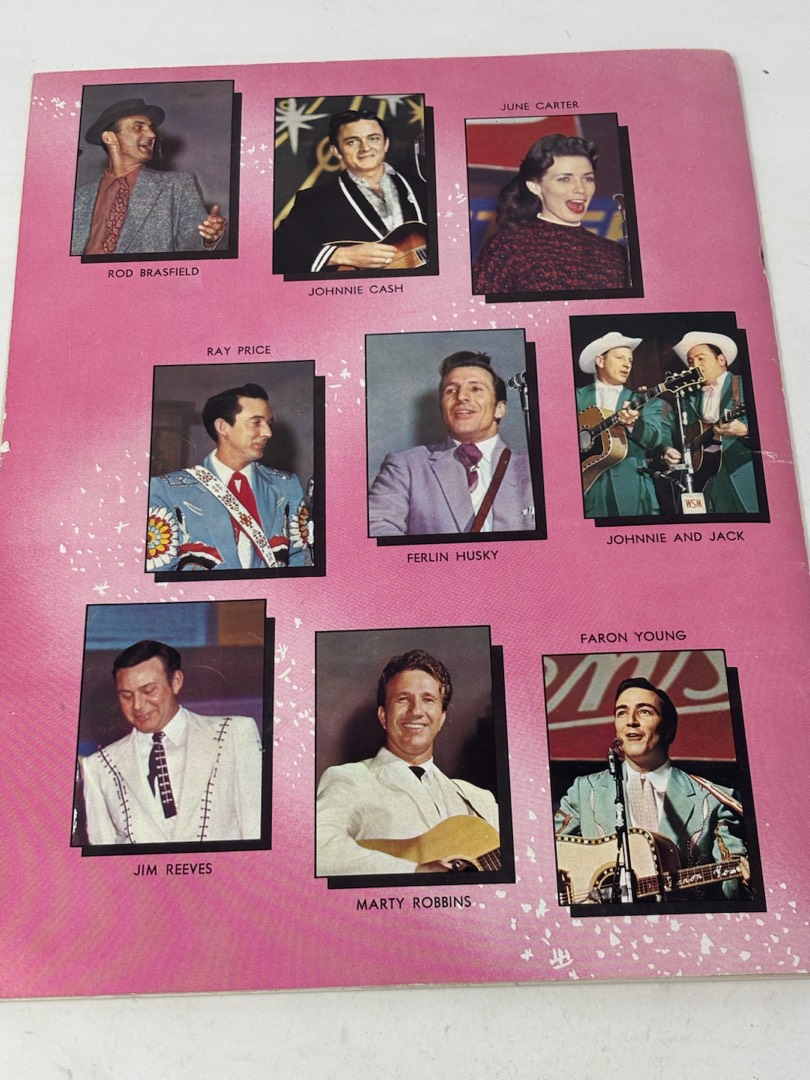 JUNE CARTER
ROD BRASFIELD
JOHNNIE CASH
RAY PRICE
FERLIN HUSKY
WSM
JOHNNIE AND JACK
FARON YOUNG
JIM REEVES
MARTY ROBBINS